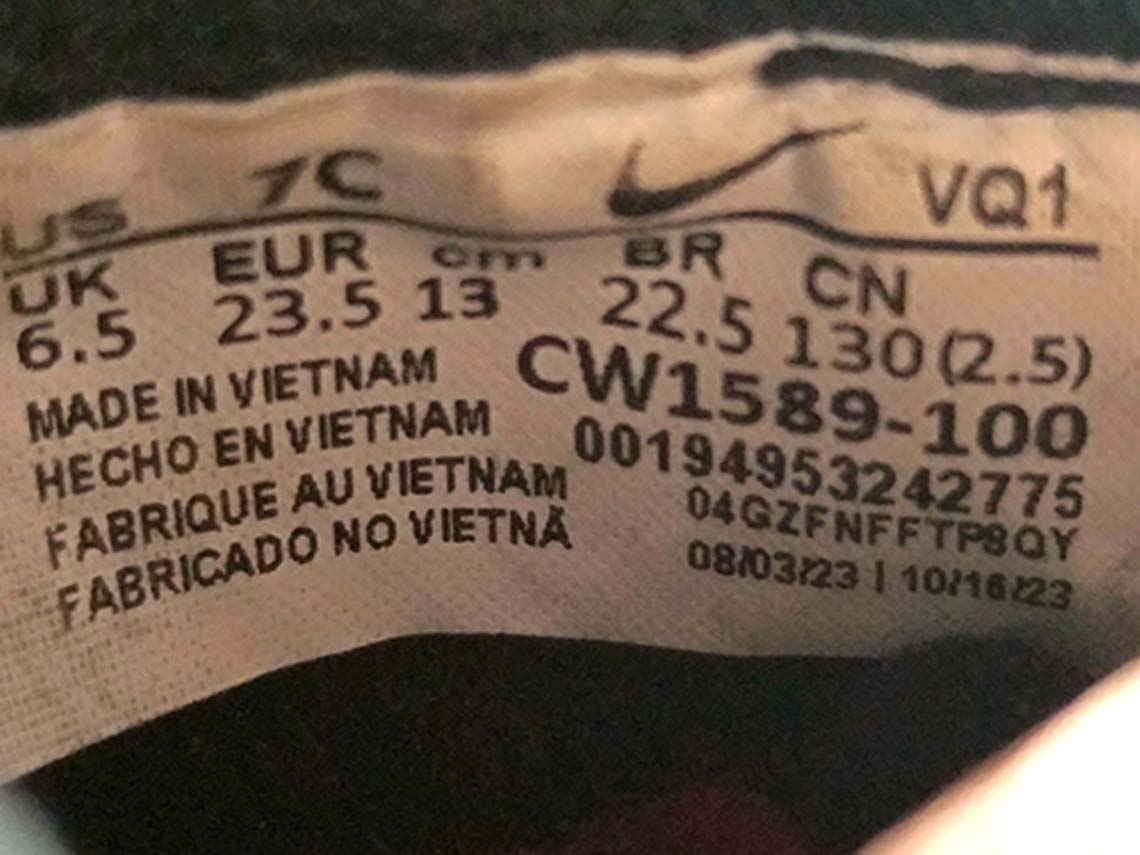 US 7C VQ1
UK EUR cm BR CN
6.5 23.5 13 22.5 130(2.5)
MADE IN VIETNAM
HECHO EN VIETNAM
FABRIQUE AU VIETNAM
FABRICADO NO VIETNÃ
CW1589-100
00194953242775
04GZFNFFTP8QY
08/03/23 | 10/16/23